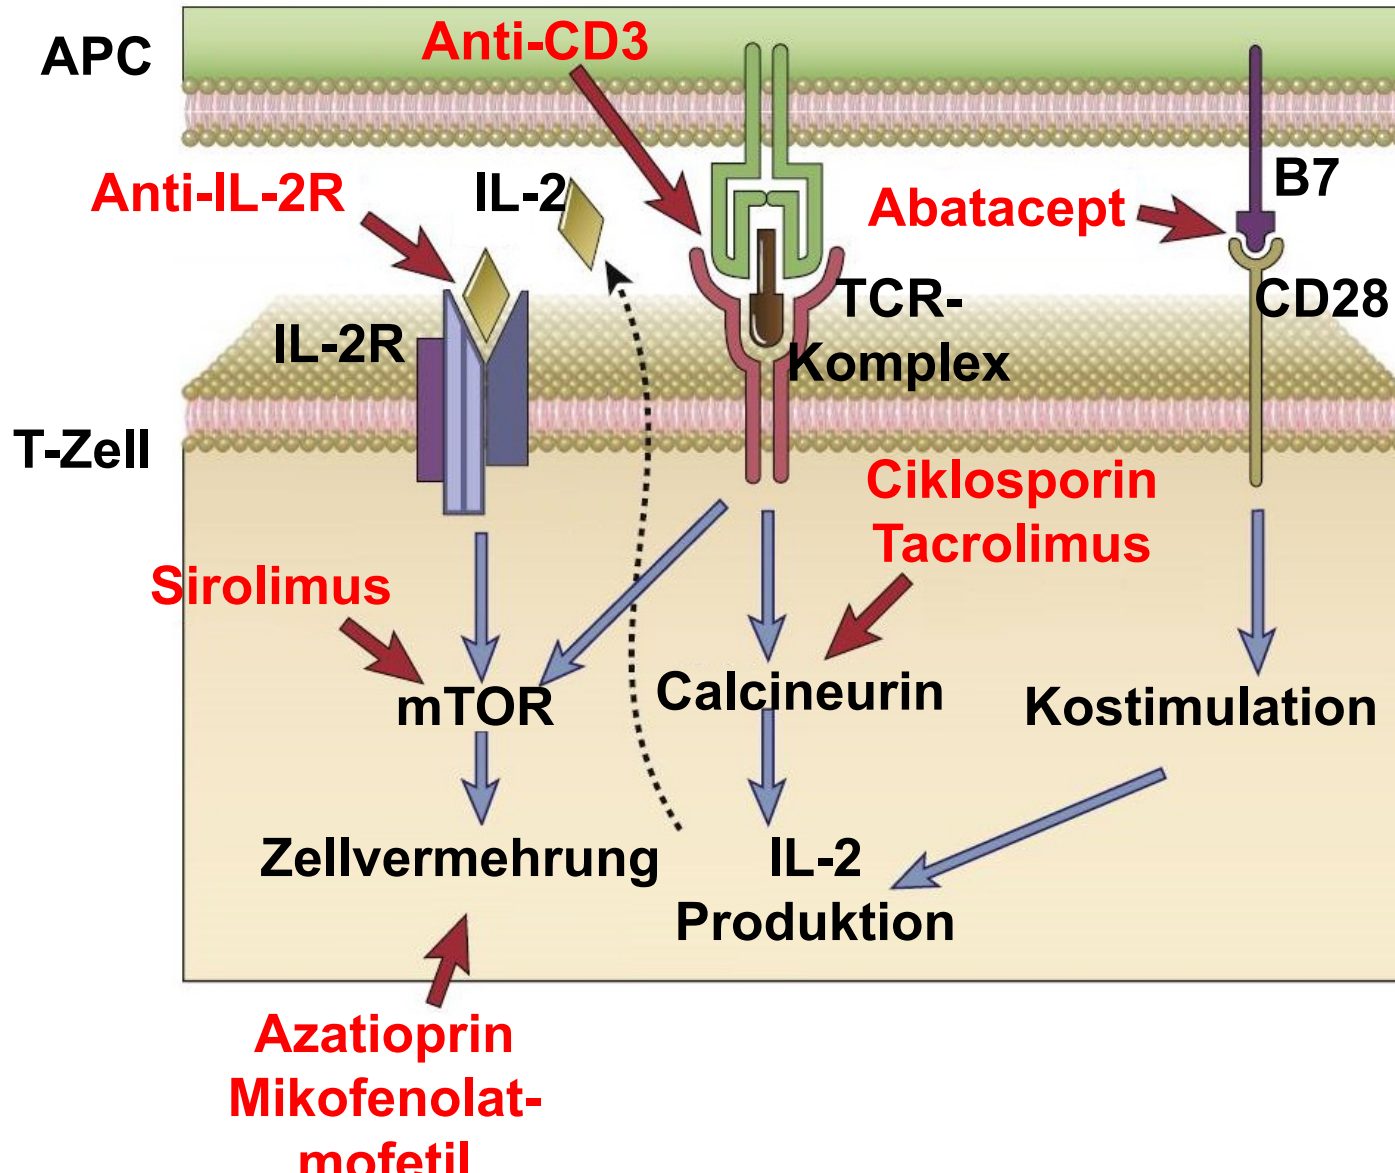 APC
Anti-CD3
Anti-IL-2R
IL-2
Abatacept
B7
IL-2R
TCR-
Komplex
CD28
T-Zell
Ciklosporin
Tacrolimus
Sirolimus
mTOR
Calcineurin
Kostimulation
Zellvermehrung
IL-2
Produktion
Azatioprin
Mikofenolat-
mofetil